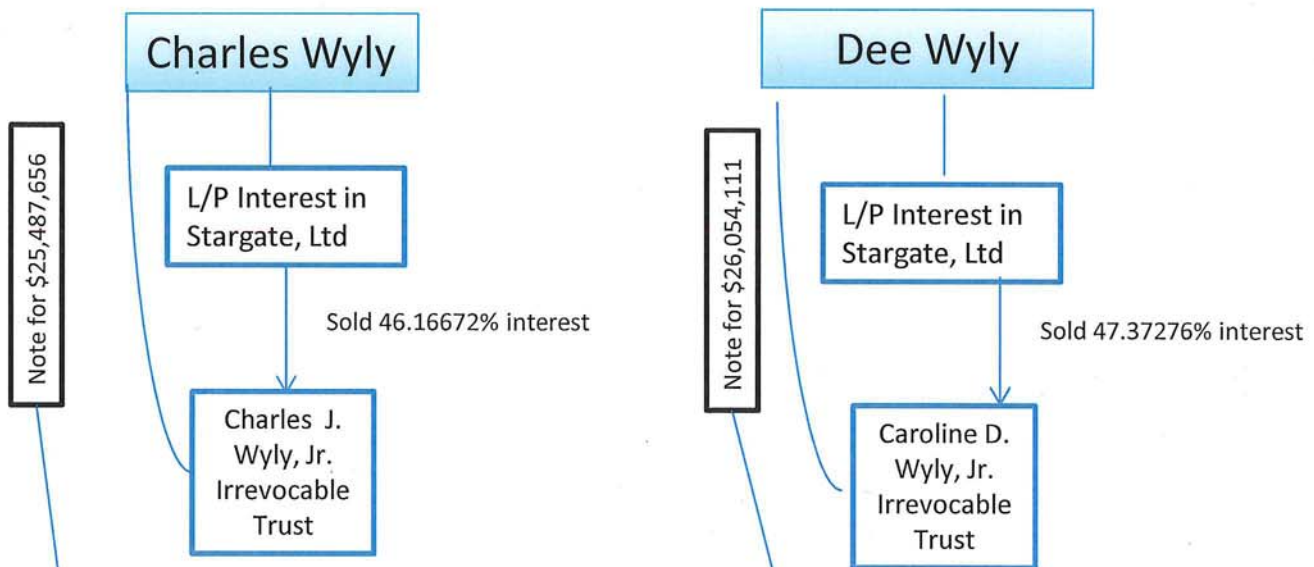 Charles Wyly
Note for $25,487,656
L/P Interest in
Stargate, Ltd
Sold 46.16672% interest
Charles J.
Wyly, Jr.
Irrevocable
Trust
Dee Wyly
Note for $26,054,111
L/P Interest in
Stargate, Ltd
Sold 47.37276% interest
Caroline D.
Wyly, Jr.
Irrevocable
Trust